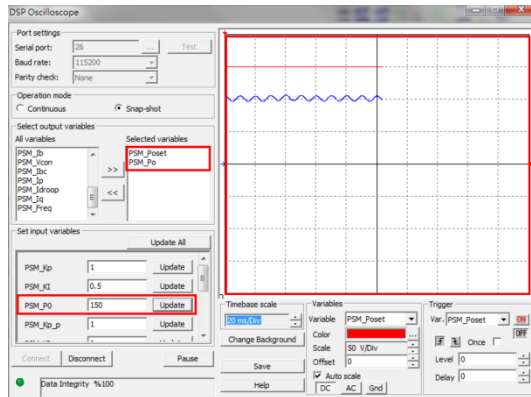 DSP Oscilloscope
Port settings
Serial port: 26 ... Test
Baud rate: 115200
Parity check: None
Operation mode
Continuous Snap-shot
Select output variables
All variables Selected variables
PSM_Ib PSM_Poset
PSM_Vcon PSM_Po
PSM_Ibc
PSM_Ip
PSM_Idroop
PSM_Iq
PSM_Freq
>>
<<
Set input variables
Update All
PSM_Kp 1 Update
PSM_KI 0.5 Update
PSM_P0 150 Update
PSM_Kp_p 1 Update
Connect Disconnect Pause
Data Integrity %100
Timebase scale
20 ms/Div
Change Background
Save
Help
Variables
Variable PSM_Poset
Color ...
Scale 50 V/Div
Offset 0
Auto scale
DC AC Gnd
Trigger
Var. PSM_Poset ON
OFF
Once
Level 0
Delay 0